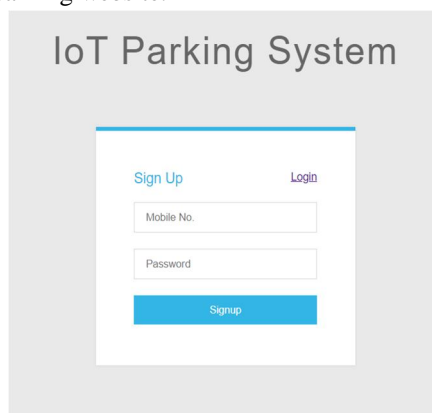 IoT Parking System
Sign Up Login
Mobile No.
Password
Signup